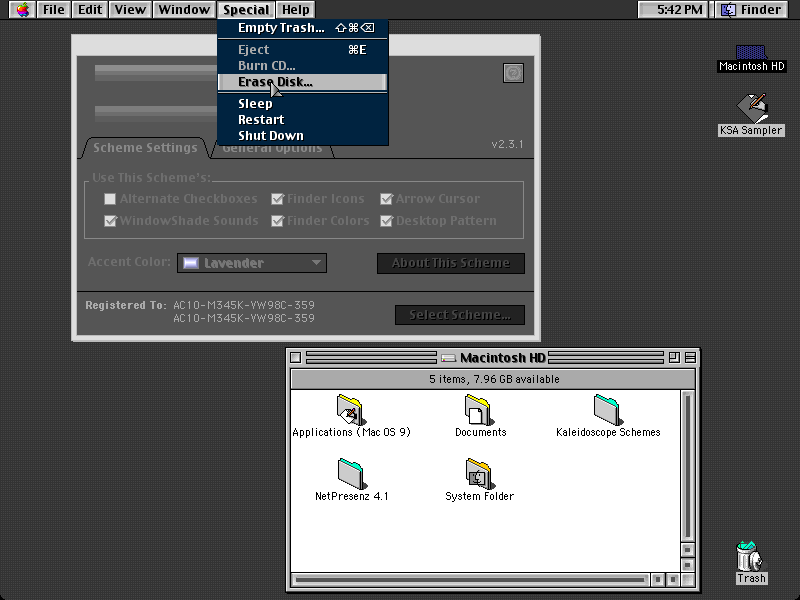 File Edit View Window Special Help 5:42 PM Finder
Empty Trash... ⇧⌘⌫
Eject ⌘E
Burn CD...
Erase Disk...
Sleep
Restart
Shut Down
Macintosh HD
KSA Sampler
Scheme Settings General Options v2.3.1
Use This Scheme's:
Alternate Checkboxes Finder Icons Arrow Cursor
WindowShade Sounds Finder Colors Desktop Pattern
Accent Color: Lavender About This Scheme
Registered To: AC10-M345K-VW98C-359
AC10-M345K-VW98C-359
Select Scheme...
Macintosh HD
5 items, 7.96 GB available
Applications (Mac OS 9) Documents Kaleidoscope Schemes
NetPresenz 4.1 System Folder
Trash